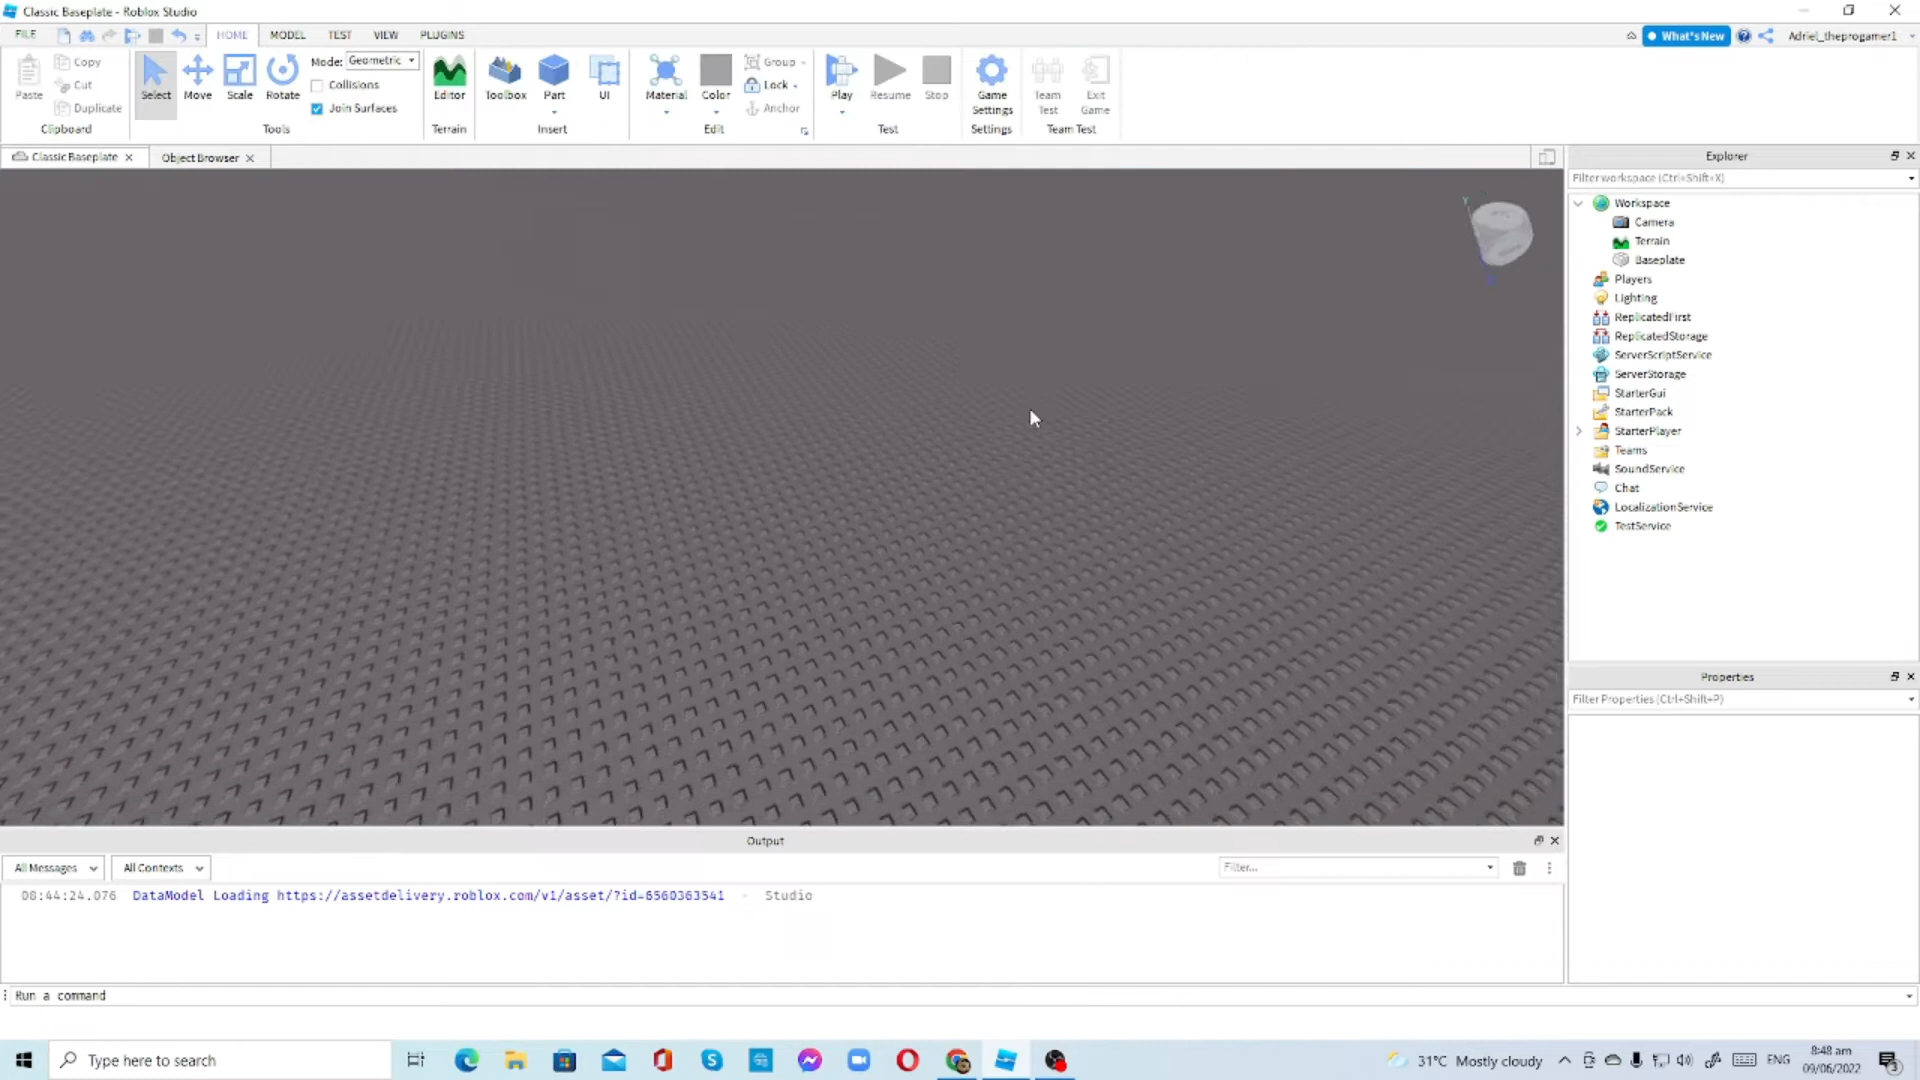 Classic Baseplate - Roblox Studio
FILE HOME MODEL TEST VIEW PLUGINS What's New Adriel_theprogamer1
Paste Copy Cut Duplicate Clipboard
Select Move Scale Rotate Mode: Geometric Collisions Join Surfaces Tools
Editor Terrain
Toolbox Part UI Insert
Material Color Group Lock Anchor Edit
Play Resume Stop Test
Game Settings Settings
Team Test Exit Game Team Test
Classic Baseplate Object Browser
Explorer
Filter workspace (Ctrl+Shift+X)
Workspace
Camera
Terrain
Baseplate
Players
Lighting
ReplicatedFirst
ReplicatedStorage
ServerScriptService
ServerStorage
StarterGui
StarterPack
StarterPlayer
Teams
SoundService
Chat
LocalizationService
TestService
Properties
Filter Properties (Ctrl+Shift+P)
Output
All Messages All Contexts Filter...
08:44:24.076 DataModel Loading https://assetdelivery.roblox.com/v1/asset/?id=6560363541 - Studio
Run a command
Type here to search
31°C Mostly cloudy ENG 8:48 am
09/06/2022
3